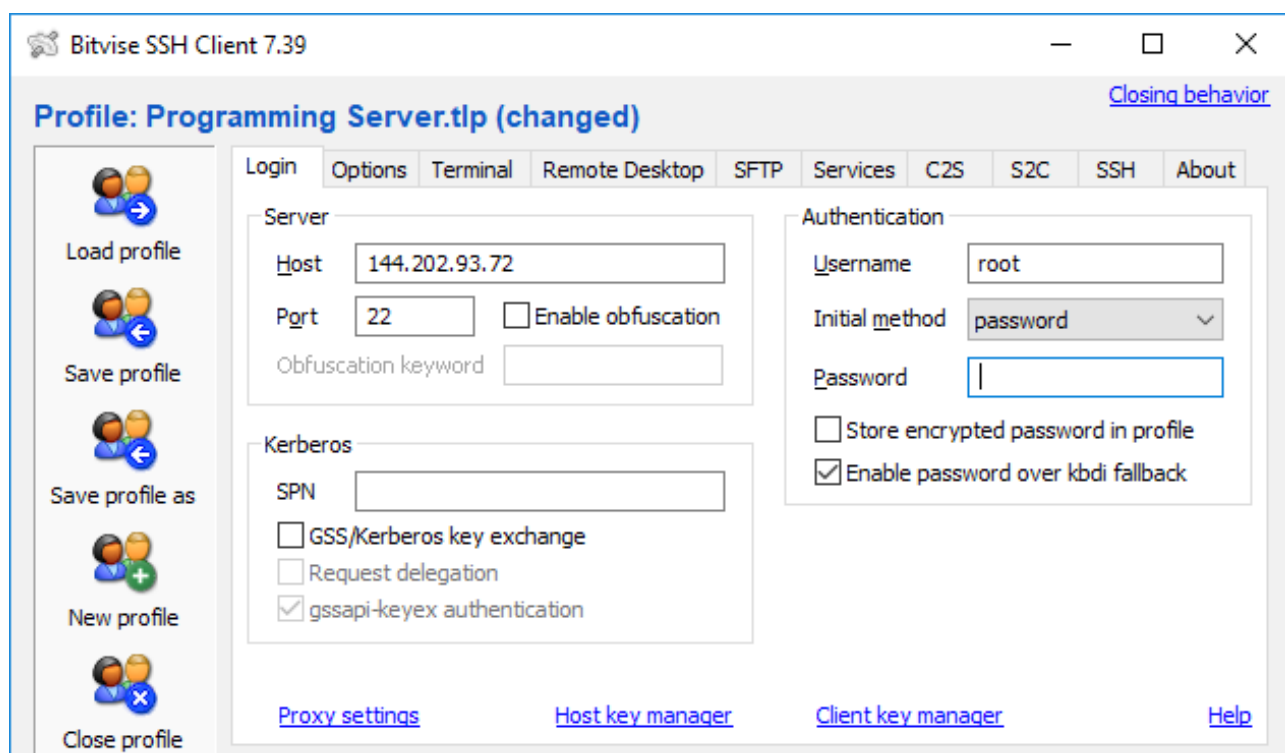 Bitvise SSH Client 7.39
Closing behavior
Profile: Programming Server.tlp (changed)
Load profile
Save profile
Save profile as
New profile
Close profile
Login Options Terminal Remote Desktop SFTP Services C2S S2C SSH About
Server
Host 144.202.93.72
Port 22 Enable obfuscation
Obfuscation keyword
Kerberos
SPN
GSS/Kerberos key exchange
Request delegation
gssapi-keyex authentication
Authentication
Username root
Initial method password
Password
Store encrypted password in profile
Enable password over kbdi fallback
Proxy settings Host key manager Client key manager Help